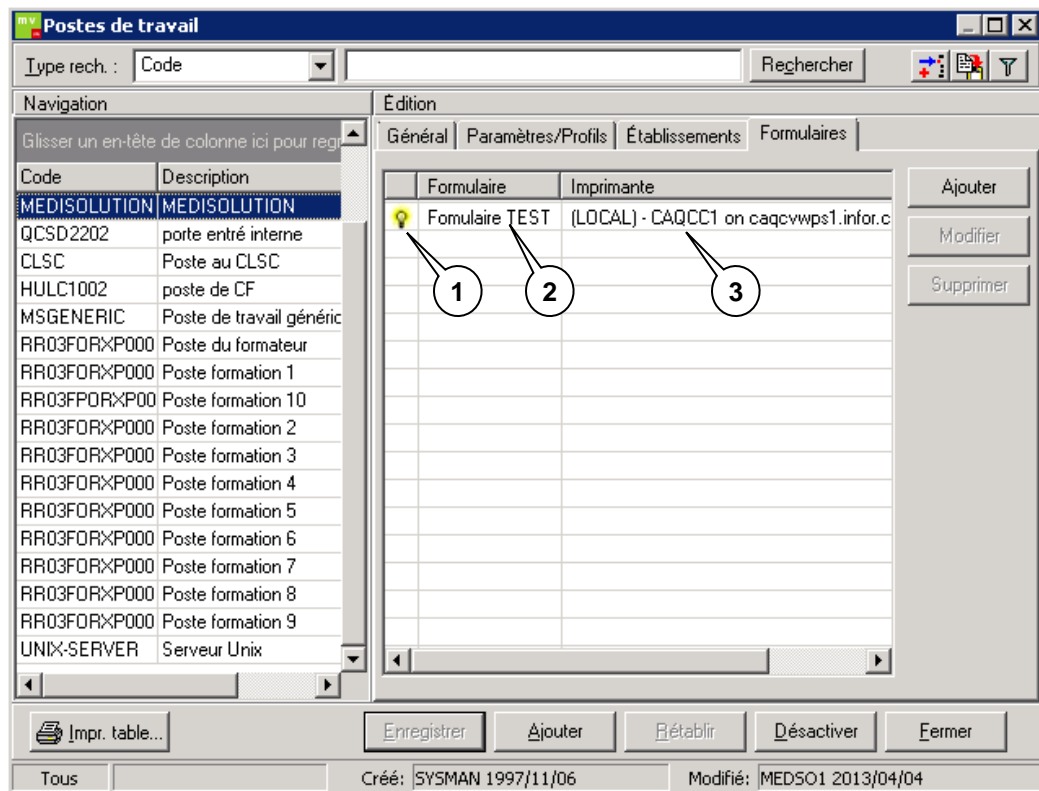 mv Postes de travail
Type rech. : Code Rechercher
Navigation
Édition
Glisser un en-tête de colonne ici pour regr
Général Paramètres/Profils Établissements Formulaires
Code Description
MEDISOLUTION MEDISOLUTION
QCSD2202 porte entré interne
CLSC Poste au CLSC
HULC1002 poste de CF
MSGENERIC Poste de travail généric
RR03FORXP000 Poste du formateur
RR03FORXP000 Poste formation 1
RR03FPORXP00 Poste formation 10
RR03FORXP000 Poste formation 2
RR03FORXP000 Poste formation 3
RR03FORXP000 Poste formation 4
RR03FORXP000 Poste formation 5
RR03FORXP000 Poste formation 6
RR03FORXP000 Poste formation 7
RR03FORXP000 Poste formation 8
RR03FORXP000 Poste formation 9
UNIX-SERVER Serveur Unix
Formulaire Imprimante
Fomulaire TEST (LOCAL) - CAQCC1 on caqcvwps1.infor.c
1 2 3
Ajouter
Modifier
Supprimer
Impr. table... Enregistrer Ajouter Rétablir Désactiver Fermer
Tous Créé: SYSMAN 1997/11/06 Modifié: MEDSO1 2013/04/04